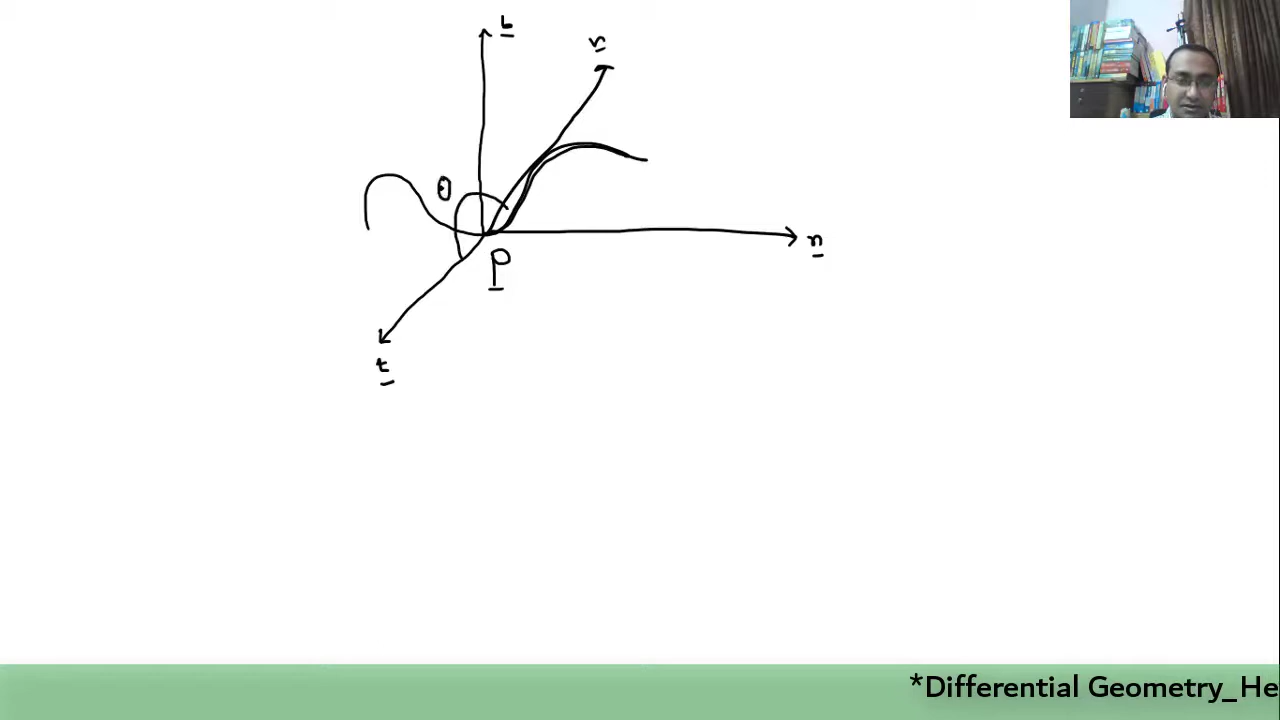 b
r
θ
n
P
t
*Differential Geometry_He